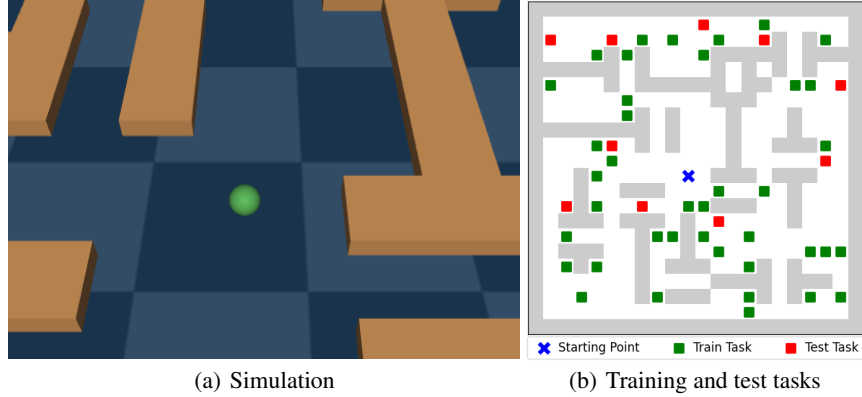 Starting Point
Train Task
Test Task
(a) Simulation
(b) Training and test tasks